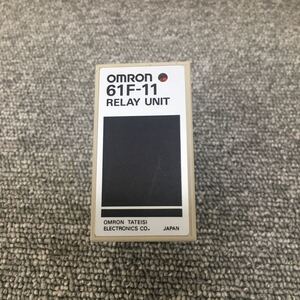 OMRON
61F-11
RELAY UNIT
OMRON TATEISI
ELECTRONICS CO. JAPAN